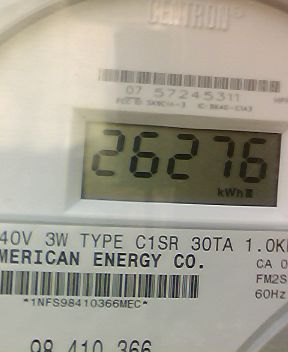 CENTRON®
07 57245311
26276
kWh
40V 3W TYPE C1SR 30TA 1.0K
MERICAN ENERGY CO.
CA 0
FM2S
60Hz
*1NFS98410366MEC*
98 410 366